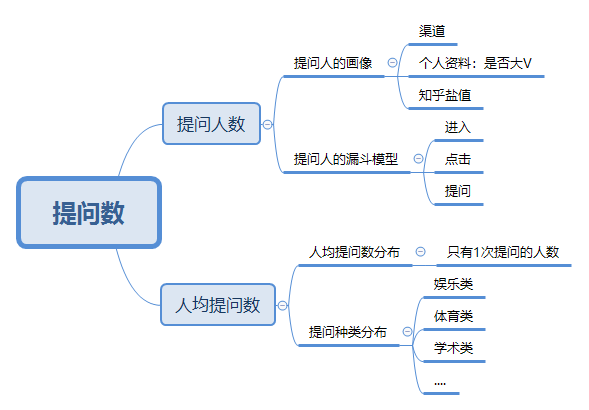 提问数
提问人数
提问人的画像
渠道
个人资料：是否大V
知乎盐值
提问人的漏斗模型
进入
点击
提问
人均提问数
人均提问数分布
只有1次提问的人数
提问种类分布
娱乐类
体育类
学术类
....